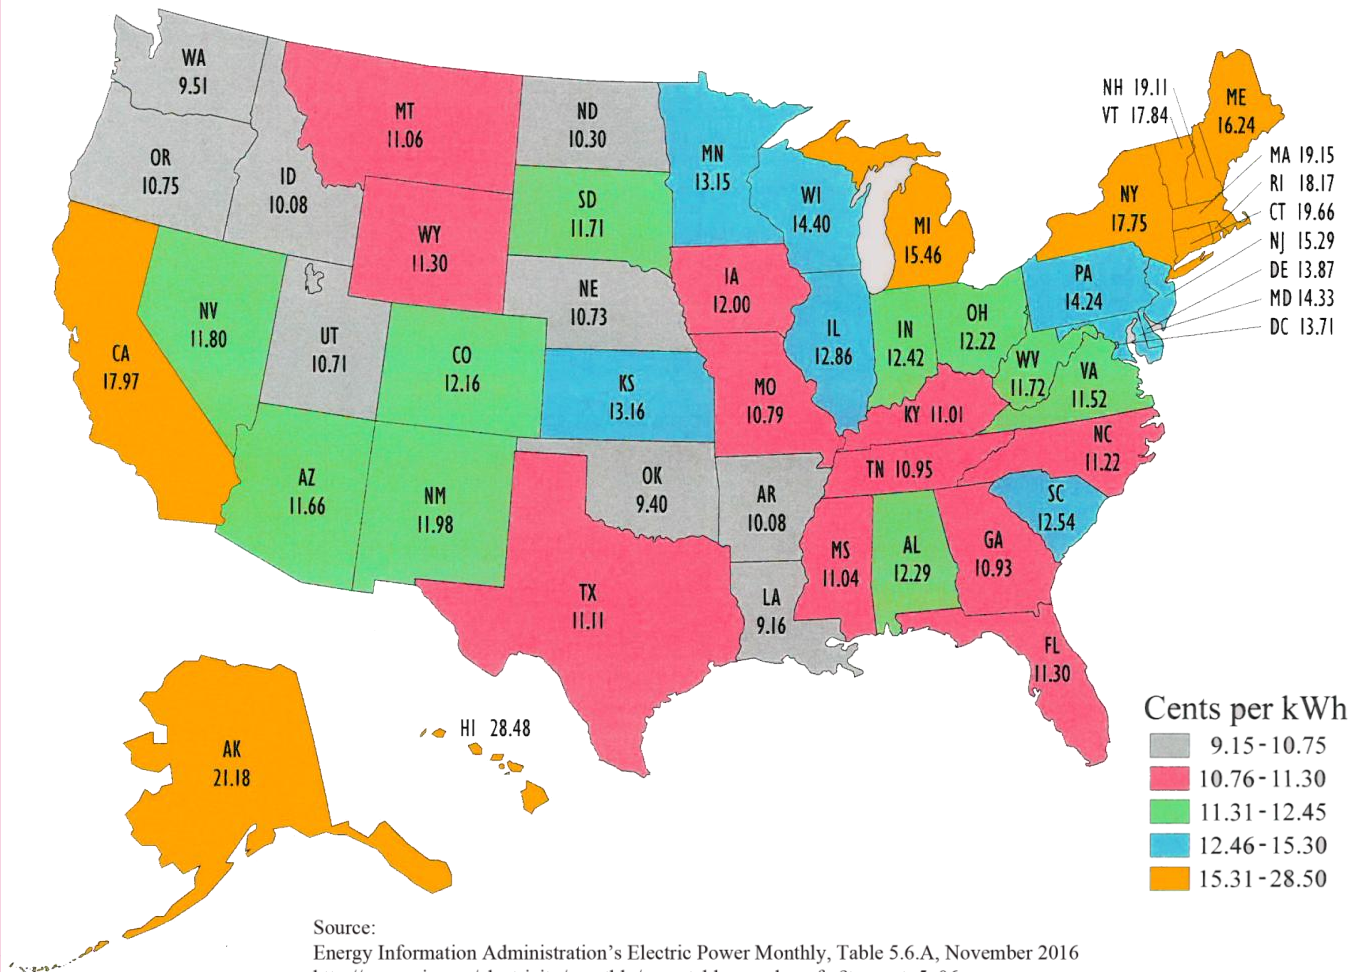 WA
9.51
MT
11.06
ND
10.30
MN
13.15
NH 19.11
VT 17.84
ME
16.24
OR
10.75
ID
10.08
SD
11.71
WI
14.40
MI
15.46
NY
17.75
MA 19.15
RI 18.17
CT 19.66
NJ 15.29
DE 13.87
MD 14.33
DC 13.71
WY
11.30
NE
10.73
IA
12.00
PA
14.24
NV
11.80
UT
10.71
CO
12.16
KS
13.16
IL
12.86
IN
12.42
OH
12.22
WV
11.72
VA
11.52
CA
17.97
MO
10.79
KY 11.01
NC
11.22
TN 10.95
AZ
11.66
NM
11.98
OK
9.40
AR
10.08
SC
12.54
MS
11.04
AL
12.29
GA
10.93
TX
11.11
LA
9.16
FL
11.30
AK
21.18
HI 28.48
Cents per kWh
9.15-10.75
10.76-11.30
11.31-12.45
12.46-15.30
15.31-28.50
Source:
Energy Information Administration's Electric Power Monthly, Table 5.6.A, November 2016